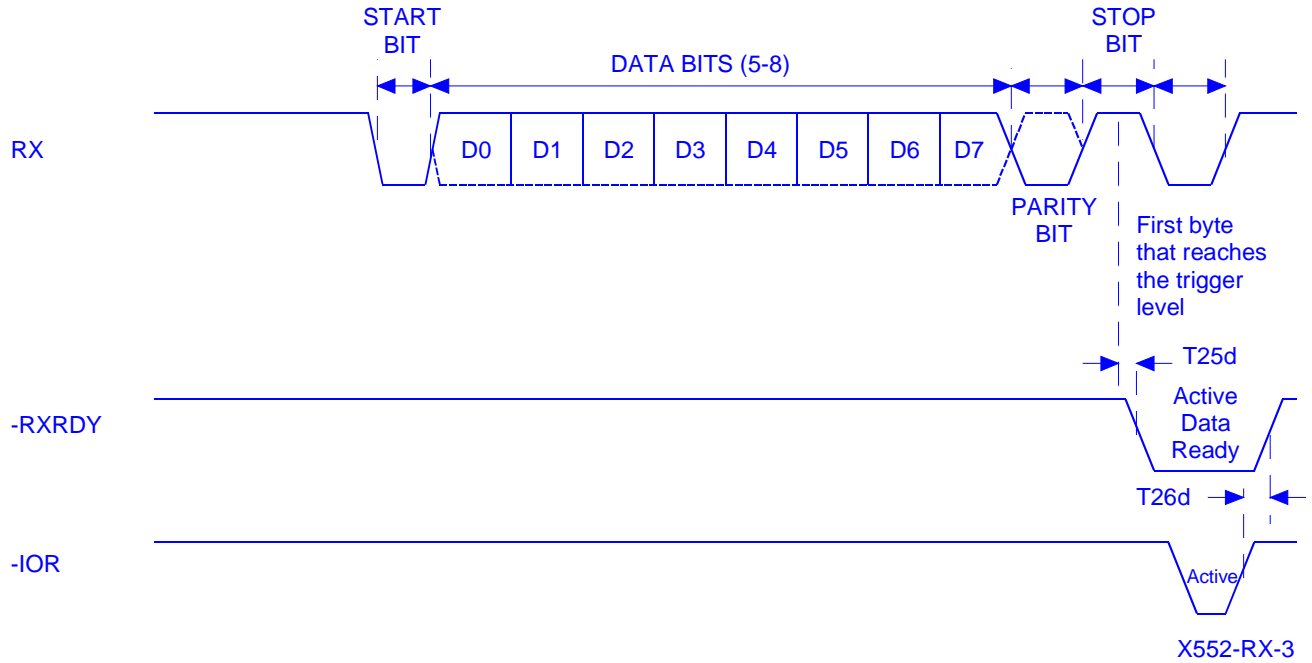 START
BIT
STOP
BIT
DATA BITS (5-8)
RX
D0 D1 D2 D3 D4 D5 D6 D7
PARITY
BIT
First byte
that reaches
the trigger
level
T25d
-RXRDY
Active
Data
Ready
T26d
-IOR
Active
X552-RX-3